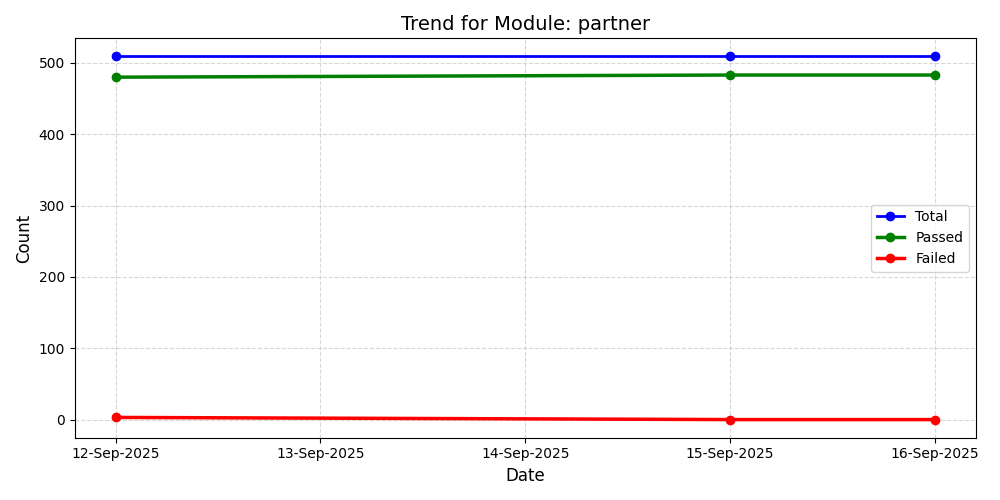 Trend for Module: partner
Count
500
400
300
200
100
0
Total
Passed
Failed
12-Sep-2025
13-Sep-2025
14-Sep-2025
15-Sep-2025
16-Sep-2025
Date